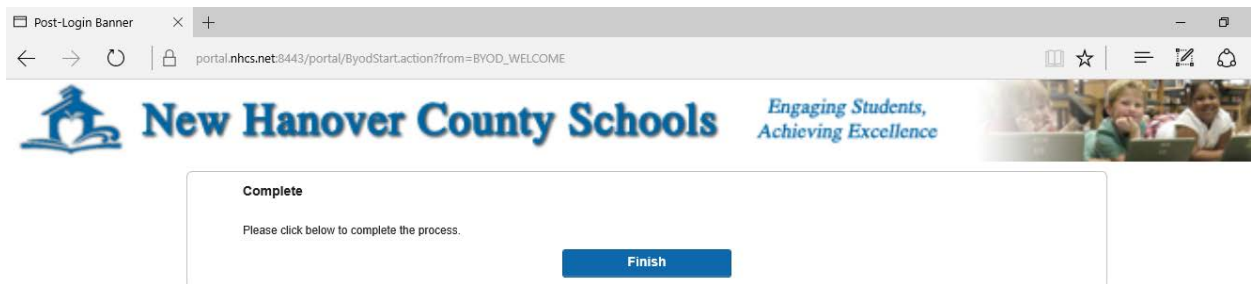 Post-Login Banner
portal.nhcs.net:8443/portal/ByodStart.action?from=BYOD_WELCOME
New Hanover County Schools
Engaging Students,
Achieving Excellence
Complete
Please click below to complete the process.
Finish